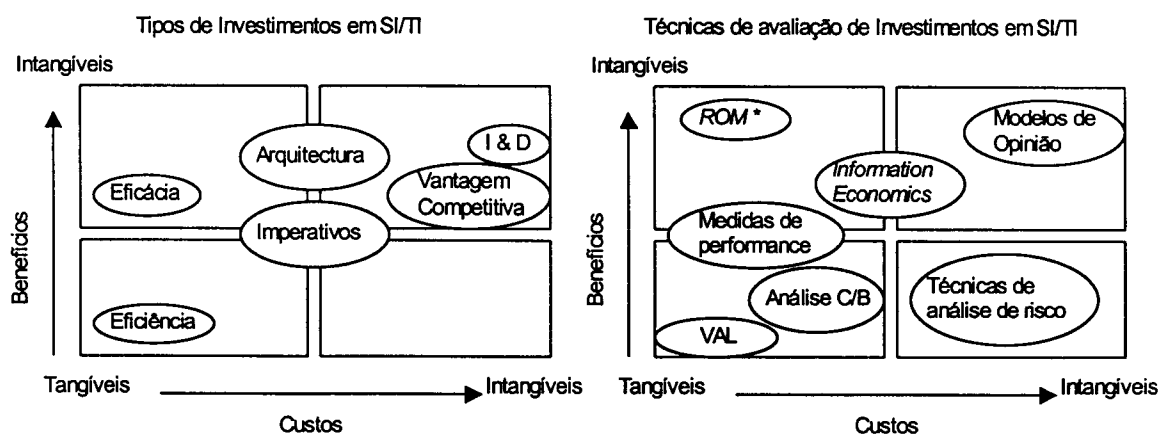 Tipos de Investimentos em SI/TI
Intangíveis
Arquitectura
I & D
Eficácia
Vantagem
Competitiva
Imperativos
Eficiência
Benefícios
Tangíveis
Intangíveis
Custos
Técnicas de avaliação de Investimentos em SI/TI
Intangíveis
ROM *
Modelos de
Opinião
Information
Economics
Medidas de
performance
Análise C/B
Técnicas de
análise de risco
VAL
Benefícios
Tangíveis
Intangíveis
Custos